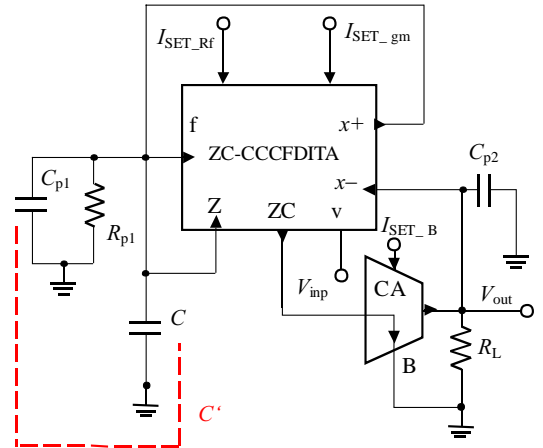 I_SET_Rf
I_SET_gm
f
x+
ZC-CCCFDITA
C_p1
C_p2
x−
R_p1
Z
ZC
v
I_SET_B
V_inp
CA
V_out
C
R_L
B
C‘